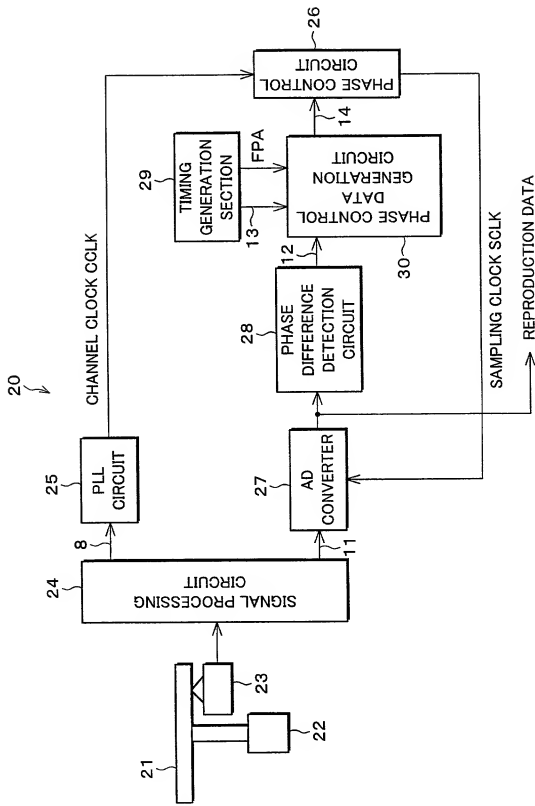 20
CHANNEL CLOCK CCLK
25
PLL
CIRCUIT
8
24
SIGNAL PROCESSING
CIRCUIT
11
21
22
23
27
AD
CONVERTER
28
PHASE
DIFFERENCE
DETECTION
CIRCUIT
12
29
TIMING
GENERATION
SECTION
13
FPA
PHASE CONTROL
DATA
GENERATION
CIRCUIT
30
14
26
PHASE CONTROL
CIRCUIT
SAMPLING CLOCK SCLK
REPRODUCTION DATA